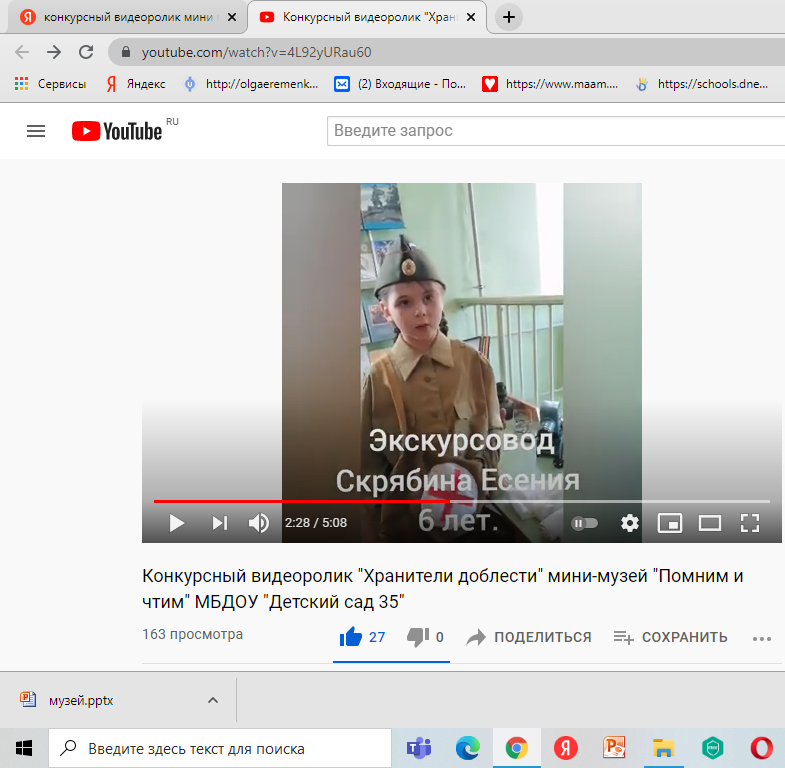 конкурсный видеоролик мини
Конкурсный видеоролик "Хран
youtube.com/watch?v=4L92yURau60
Сервисы
Яндекс
http://olgaeremenk...
(2) Входящие - По...
https://www.maam....
https://schools.dne...
YouTube RU
Введите запрос
Экскурсовод
Скрябина Есения
6 лет.
2:28 / 5:08
Конкурсный видеоролик "Хранители доблести" мини-музей "Помним и
чтим" МБДОУ "Детский сад 35"
163 просмотра
27
0
ПОДЕЛИТЬСЯ
СОХРАНИТЬ
музей.pptx
Введите здесь текст для поиска